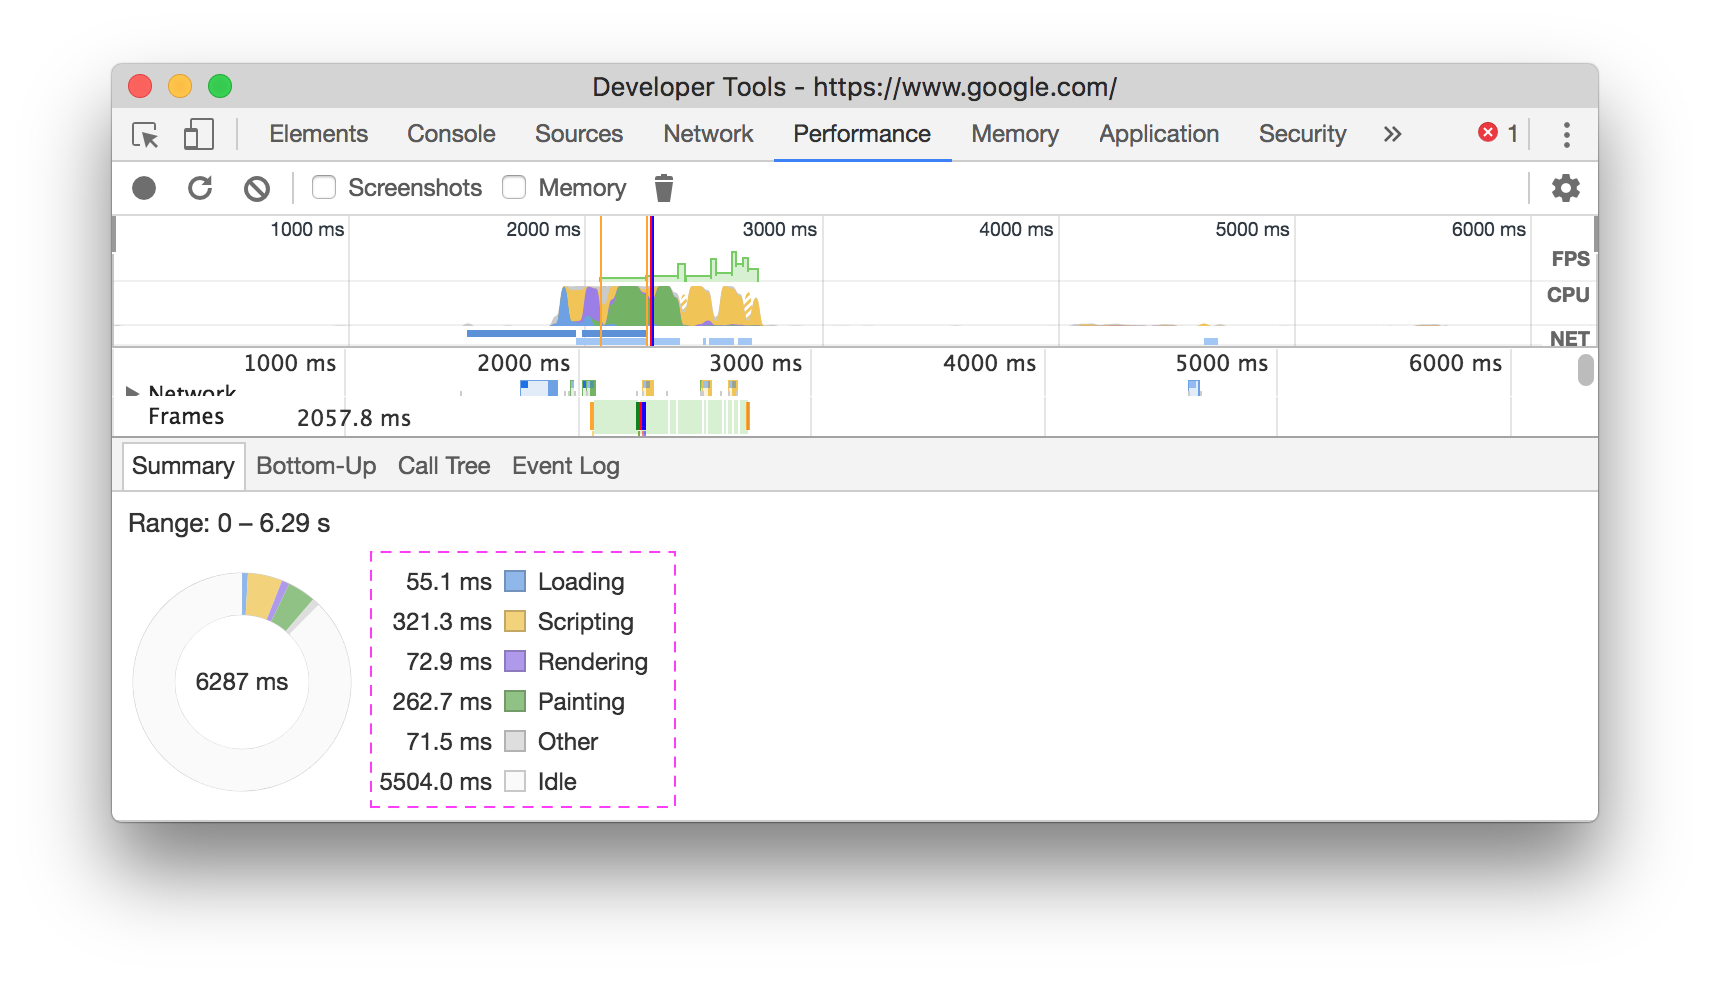 Developer Tools - https://www.google.com/
Elements Console Sources Network Performance Memory Application Security » 1
Screenshots Memory
1000 ms 2000 ms 3000 ms 4000 ms 5000 ms 6000 ms
FPS
CPU
NET
1000 ms 2000 ms 3000 ms 4000 ms 5000 ms 6000 ms
Network
Frames 2057.8 ms
Summary Bottom-Up Call Tree Event Log
Range: 0 – 6.29 s
55.1 ms Loading
321.3 ms Scripting
72.9 ms Rendering
6287 ms
262.7 ms Painting
71.5 ms Other
5504.0 ms Idle